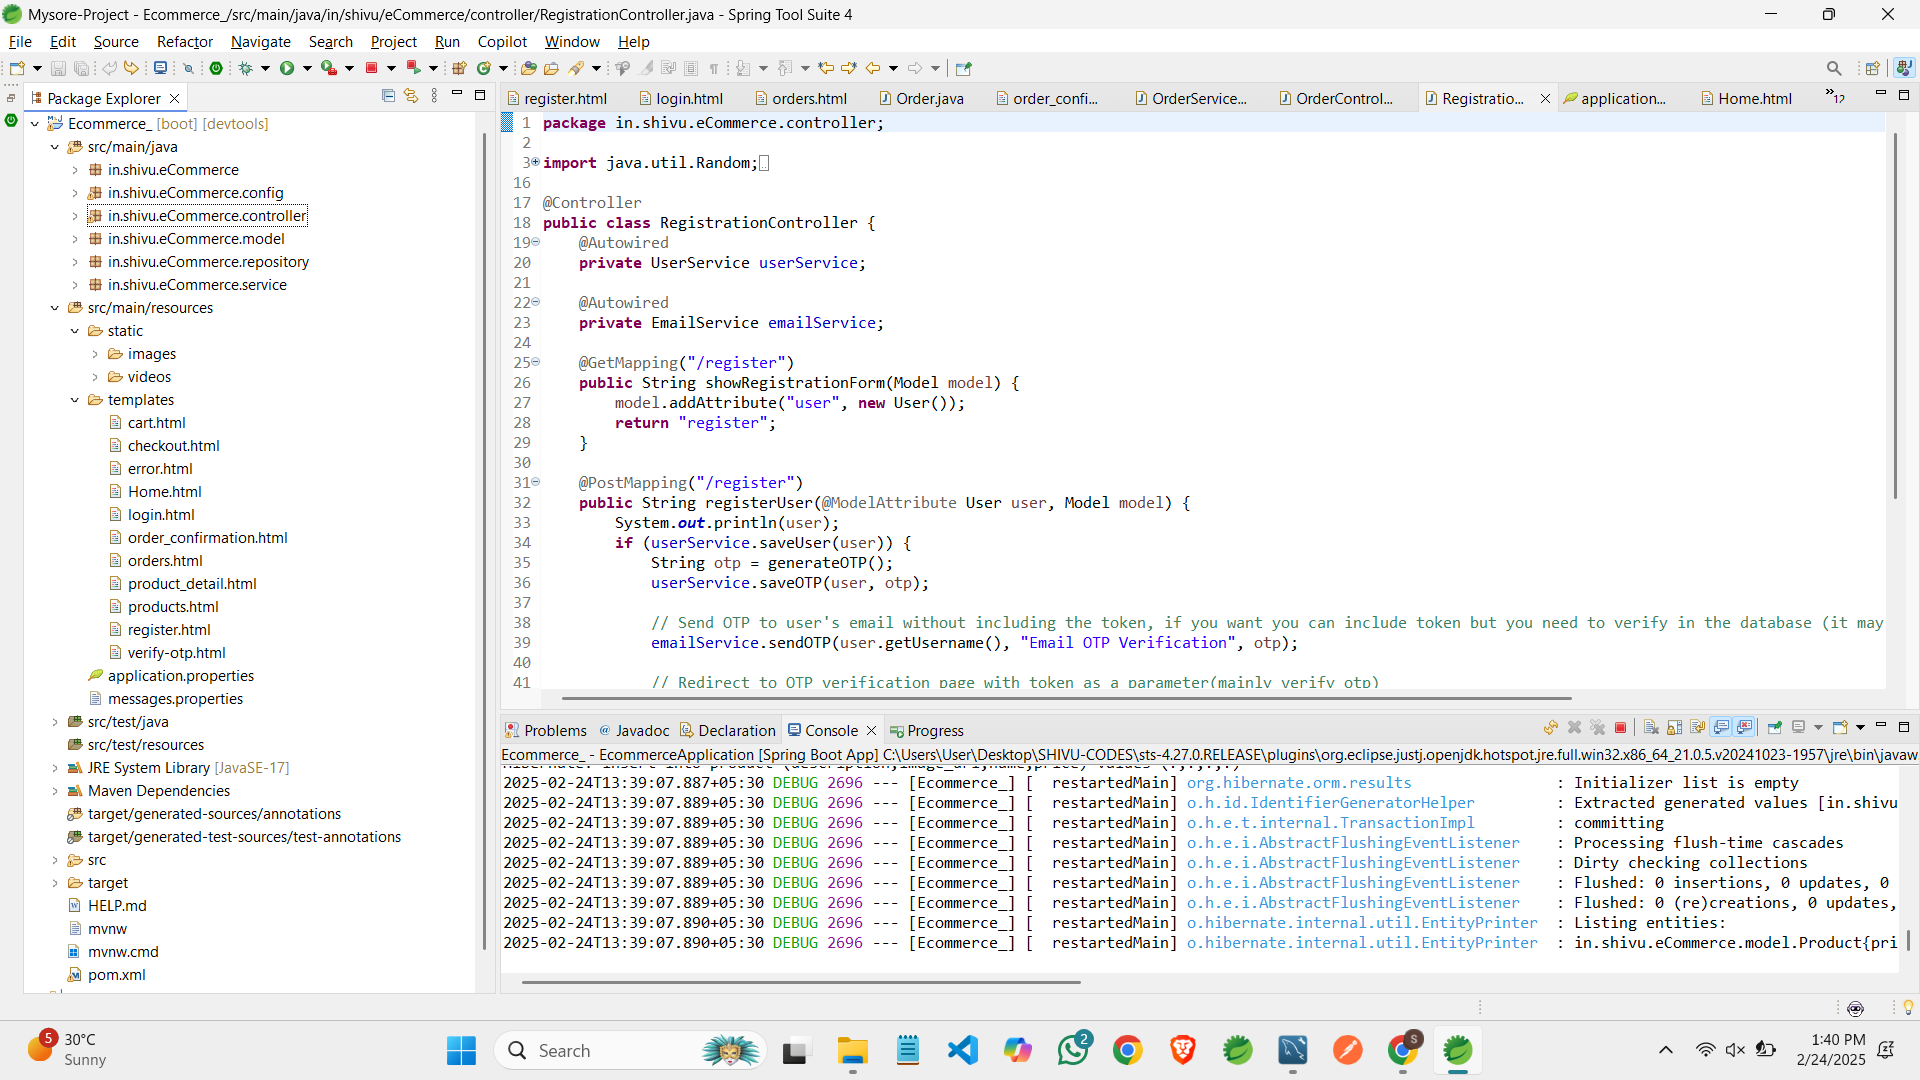 Mysore-Project - Ecommerce_/src/main/java/in/shivu/eCommerce/controller/RegistrationController.java - Spring Tool Suite 4
File Edit Source Refactor Navigate Search Project Run Copilot Window Help
Package Explorer
Ecommerce_ [boot] [devtools]
src/main/java
in.shivu.eCommerce
in.shivu.eCommerce.config
in.shivu.eCommerce.controller
in.shivu.eCommerce.model
in.shivu.eCommerce.repository
in.shivu.eCommerce.service
src/main/resources
static
images
videos
templates
cart.html
checkout.html
error.html
Home.html
login.html
order_confirmation.html
orders.html
product_detail.html
products.html
register.html
verify-otp.html
application.properties
messages.properties
src/test/java
src/test/resources
JRE System Library [JavaSE-17]
Maven Dependencies
target/generated-sources/annotations
target/generated-test-sources/test-annotations
src
target
HELP.md
mvnw
mvnw.cmd
pom.xml
register.html login.html orders.html Order.java order_confi... OrderService... OrderControl... Registratio... application... Home.html »12
1 package in.shivu.eCommerce.controller;
2
3 import java.util.Random;
16
17 @Controller
18 public class RegistrationController {
19 @Autowired
20 private UserService userService;
21
22 @Autowired
23 private EmailService emailService;
24
25 @GetMapping("/register")
26 public String showRegistrationForm(Model model) {
27 model.addAttribute("user", new User());
28 return "register";
29 }
30
31 @PostMapping("/register")
32 public String registerUser(@ModelAttribute User user, Model model) {
33 System.out.println(user);
34 if (userService.saveUser(user)) {
35 String otp = generateOTP();
36 userService.saveOTP(user, otp);
37
38 // Send OTP to user's email without including the token, if you want you can include token but you need to verify in the database (it may
39 emailService.sendOTP(user.getUsername(), "Email OTP Verification", otp);
40
41 // Redirect to OTP verification page with token as a parameter(mainly verify otp)
Problems Javadoc Declaration Console Progress
Ecommerce_ - EcommerceApplication [Spring Boot App] C:\Users\User\Desktop\SHIVU-CODES\sts-4.27.0.RELEASE\plugins\org.eclipse.justj.openjdk.hotspot.jre.full.win32.x86_64_21.0.5.v20241023-1957\jre\bin\javaw
2025-02-24T13:39:07.887+05:30 DEBUG 2696 --- [Ecommerce_] [ restartedMain] org.hibernate.orm.results : Initializer list is empty
2025-02-24T13:39:07.889+05:30 DEBUG 2696 --- [Ecommerce_] [ restartedMain] o.h.id.IdentifierGeneratorHelper : Extracted generated values [in.shivu
2025-02-24T13:39:07.889+05:30 DEBUG 2696 --- [Ecommerce_] [ restartedMain] o.h.e.t.internal.TransactionImpl : committing
2025-02-24T13:39:07.889+05:30 DEBUG 2696 --- [Ecommerce_] [ restartedMain] o.h.e.i.AbstractFlushingEventListener : Processing flush-time cascades
2025-02-24T13:39:07.889+05:30 DEBUG 2696 --- [Ecommerce_] [ restartedMain] o.h.e.i.AbstractFlushingEventListener : Dirty checking collections
2025-02-24T13:39:07.889+05:30 DEBUG 2696 --- [Ecommerce_] [ restartedMain] o.h.e.i.AbstractFlushingEventListener : Flushed: 0 insertions, 0 updates, 0
2025-02-24T13:39:07.889+05:30 DEBUG 2696 --- [Ecommerce_] [ restartedMain] o.h.e.i.AbstractFlushingEventListener : Flushed: 0 (re)creations, 0 updates,
2025-02-24T13:39:07.890+05:30 DEBUG 2696 --- [Ecommerce_] [ restartedMain] o.hibernate.internal.util.EntityPrinter : Listing entities:
2025-02-24T13:39:07.890+05:30 DEBUG 2696 --- [Ecommerce_] [ restartedMain] o.hibernate.internal.util.EntityPrinter : in.shivu.eCommerce.model.Product{pri
5 30°C
Sunny
Search
2
S
1:40 PM
2/24/2025